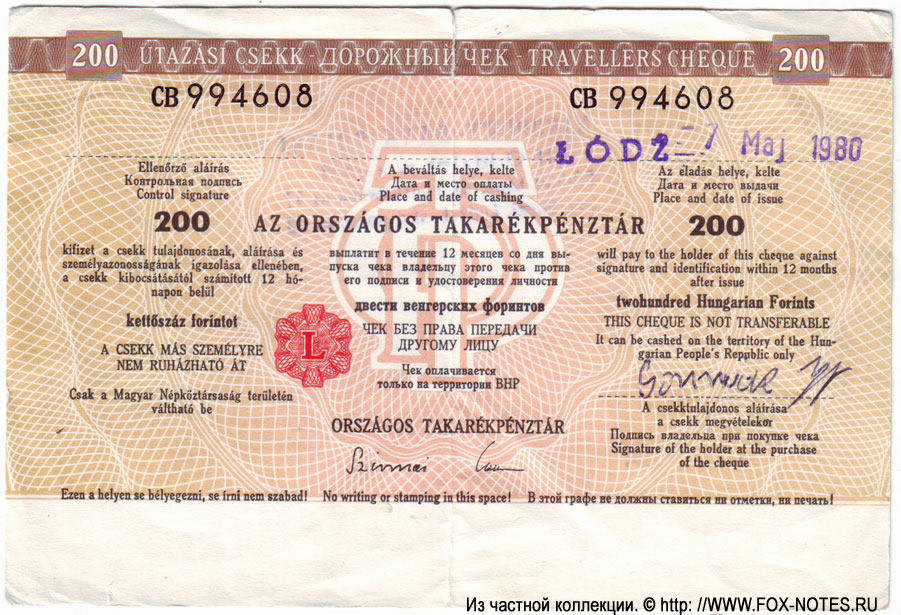 200 UTAZÁSI CSEKK - ДОРОЖНЫЙ ЧЕК - TRAVELLERS CHEQUE 200
CB 994608 CB 994608
ŁÓDŹ - 7 Maj 1980
Ellenőrző aláírás
Контрольная подпись
Control signature
A beváltás helye, kelte
Дата и место оплаты
Place and date of cashing
Az eladás helye, kelte
Дата и место выдачи
Place and date of issue
200 AZ ORSZÁGOS TAKARÉKPÉNZTÁR 200
kifizet a csekk tulajdonosának, aláírás és
személyazonosságának igazolása ellenében,
a csekk kibocsátásától számított 12 hó-
napon belül
kettőszáz forintot
A CSEKK MÁS SZEMÉLYRE
NEM RUHÁZHATÓ ÁT
Csak a Magyar Népköztársaság területén
váltható be
L
выплатит в течение 12 месяцев со дня вы-
пуска чека владельцу этого чека против
его подписи и удостоверения личности
двести венгерских форинтов
ЧЕК БЕЗ ПРАВА ПЕРЕДАЧИ
ДРУГОМУ ЛИЦУ
Чек оплачивается
только на территории ВНР
ORSZÁGOS TAKARÉKPÉNZTÁR
will pay to the holder of this cheque against
signature and identification within 12 months
after issue
twohundred Hungarian Forints
THIS CHEQUE IS NOT TRANSFERABLE
It can be cashed on the territory of the Hun-
garian People's Republic only
A csekktulajdonos aláírása
a csekk megvételekor
Подпись владельца при покупке чека
Signature of the holder at the purchase
of the cheque
Ezen a helyen se bélyegezni, se írni nem szabad! No writing or stamping in this space! В этой графе не должны ставиться ни отметки, ни печать!
Из частной коллекции. © http: //www.FOX-NOTES.RU